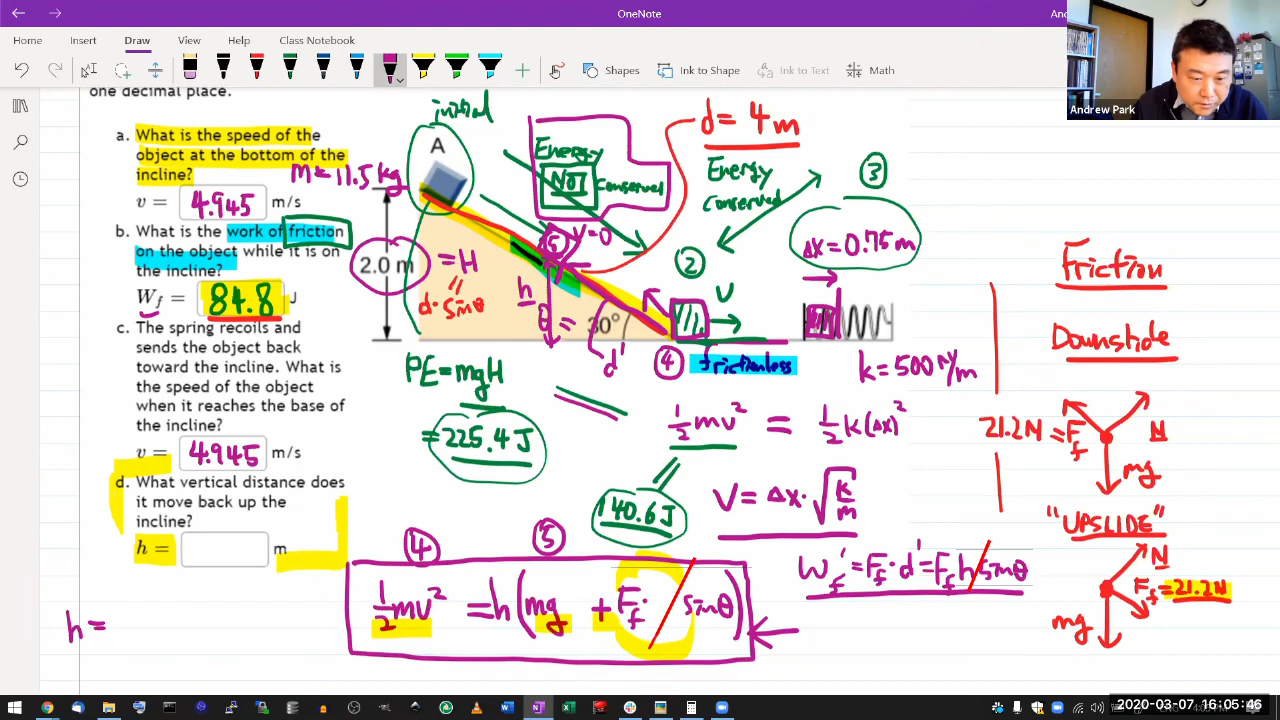 OneNote
Andrew Park
Home Insert Draw View Help Class Notebook
Shapes Ink to Shape Ink to Text Math
one decimal place.
a. What is the speed of the
object at the bottom of the
incline?
v = 4.945 m/s
b. What is the work of friction
on the object while it is on
the incline?
Wf = 84.8 J
c. The spring recoils and
sends the object back
toward the incline. What is
the speed of the object
when it reaches the base of
the incline?
v = 4.945 m/s
d. What vertical distance does
it move back up the
incline?
h = m
h =
initial
A
m = 11.5 kg
2.0 m = H
d · sinθ
Energy
NOT conserved
d = 4 m
Energy
conserved
③
Δx = 0.75 m
②
V
⑤
V=0
h
θ = 30°
d'
④
frictionless
k = 500 N/m
PE = mgH
= 225.4 J
½mv² = ½k(Δx)²
140.6 J
V = Δx · √k/m
④ ⑤
½mv² = h(mg + Ff · / sinθ)
Wf' = Ff · d' = Ff h/sinθ
Friction
Downslide
21.2N = Ff
N
mg
"UPSLIDE"
N
Ff = 21.2N
mg
2020-03-07 16:05:46